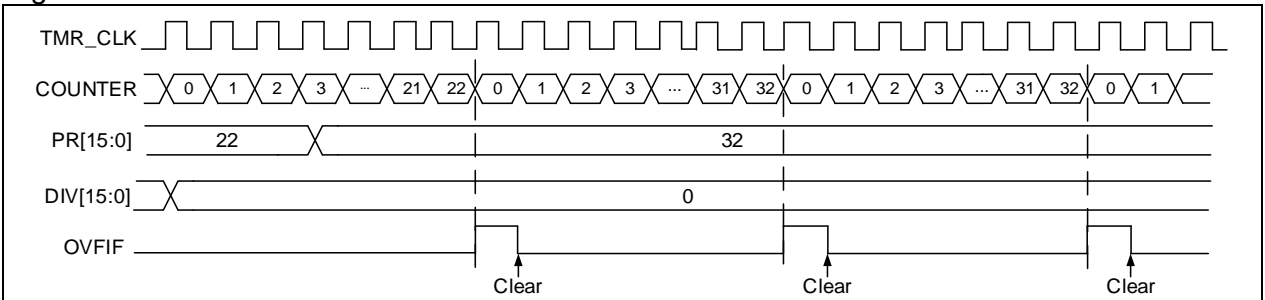 TMR_CLK
COUNTER 0 1 2 3 ... 21 22 0 1 2 3 ... 31 32 0 1 2 3 ... 31 32 0 1
PR[15:0] 22 32
DIV[15:0] 0
OVFIF
Clear Clear Clear